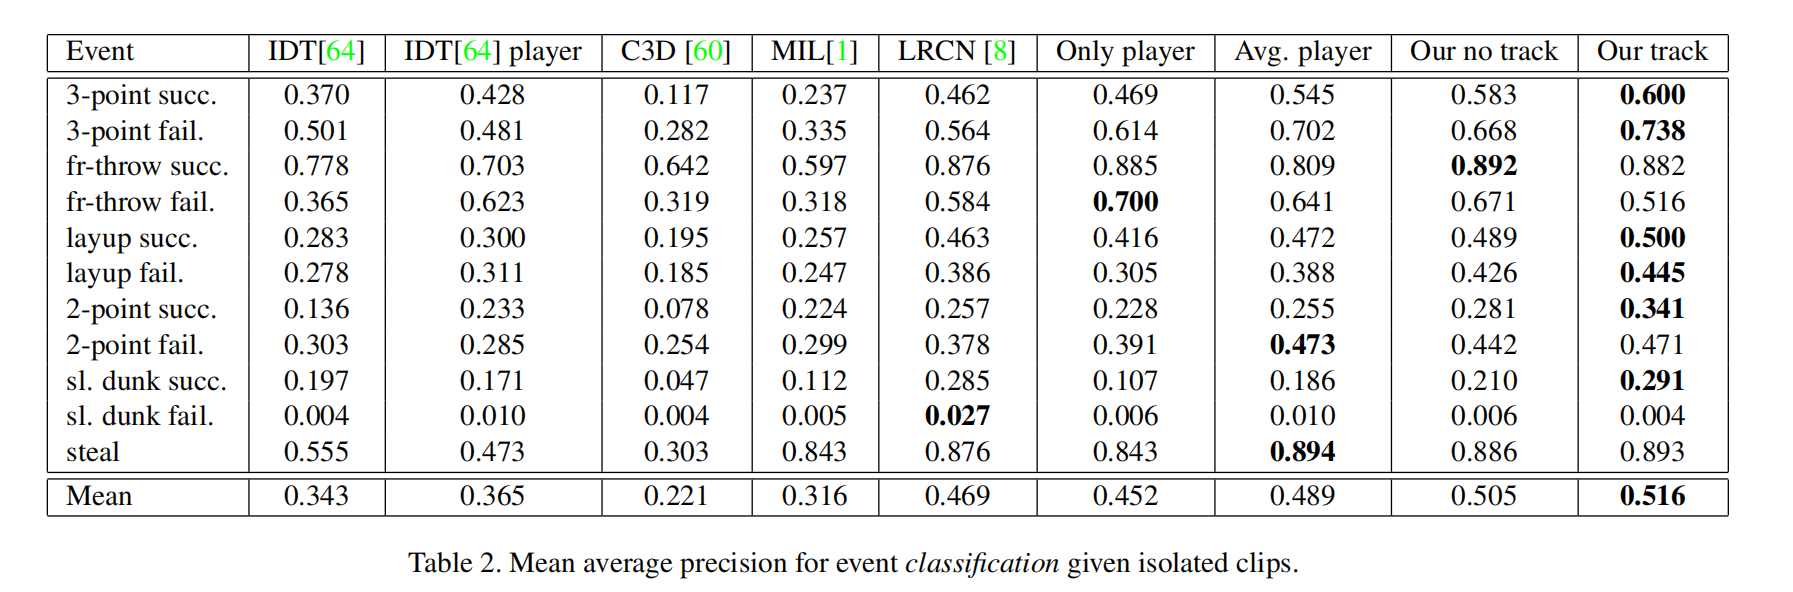 Event IDT[64] IDT[64] player C3D [60] MIL[1] LRCN [8] Only player Avg. player Our no track Our track
3-point succ. 0.370 0.428 0.117 0.237 0.462 0.469 0.545 0.583 0.600
3-point fail. 0.501 0.481 0.282 0.335 0.564 0.614 0.702 0.668 0.738
fr-throw succ. 0.778 0.703 0.642 0.597 0.876 0.885 0.809 0.892 0.882
fr-throw fail. 0.365 0.623 0.319 0.318 0.584 0.700 0.641 0.671 0.516
layup succ. 0.283 0.300 0.195 0.257 0.463 0.416 0.472 0.489 0.500
layup fail. 0.278 0.311 0.185 0.247 0.386 0.305 0.388 0.426 0.445
2-point succ. 0.136 0.233 0.078 0.224 0.257 0.228 0.255 0.281 0.341
2-point fail. 0.303 0.285 0.254 0.299 0.378 0.391 0.473 0.442 0.471
sl. dunk succ. 0.197 0.171 0.047 0.112 0.285 0.107 0.186 0.210 0.291
sl. dunk fail. 0.004 0.010 0.004 0.005 0.027 0.006 0.010 0.006 0.004
steal 0.555 0.473 0.303 0.843 0.876 0.843 0.894 0.886 0.893
Mean 0.343 0.365 0.221 0.316 0.469 0.452 0.489 0.505 0.516
Table 2. Mean average precision for event classification given isolated clips.